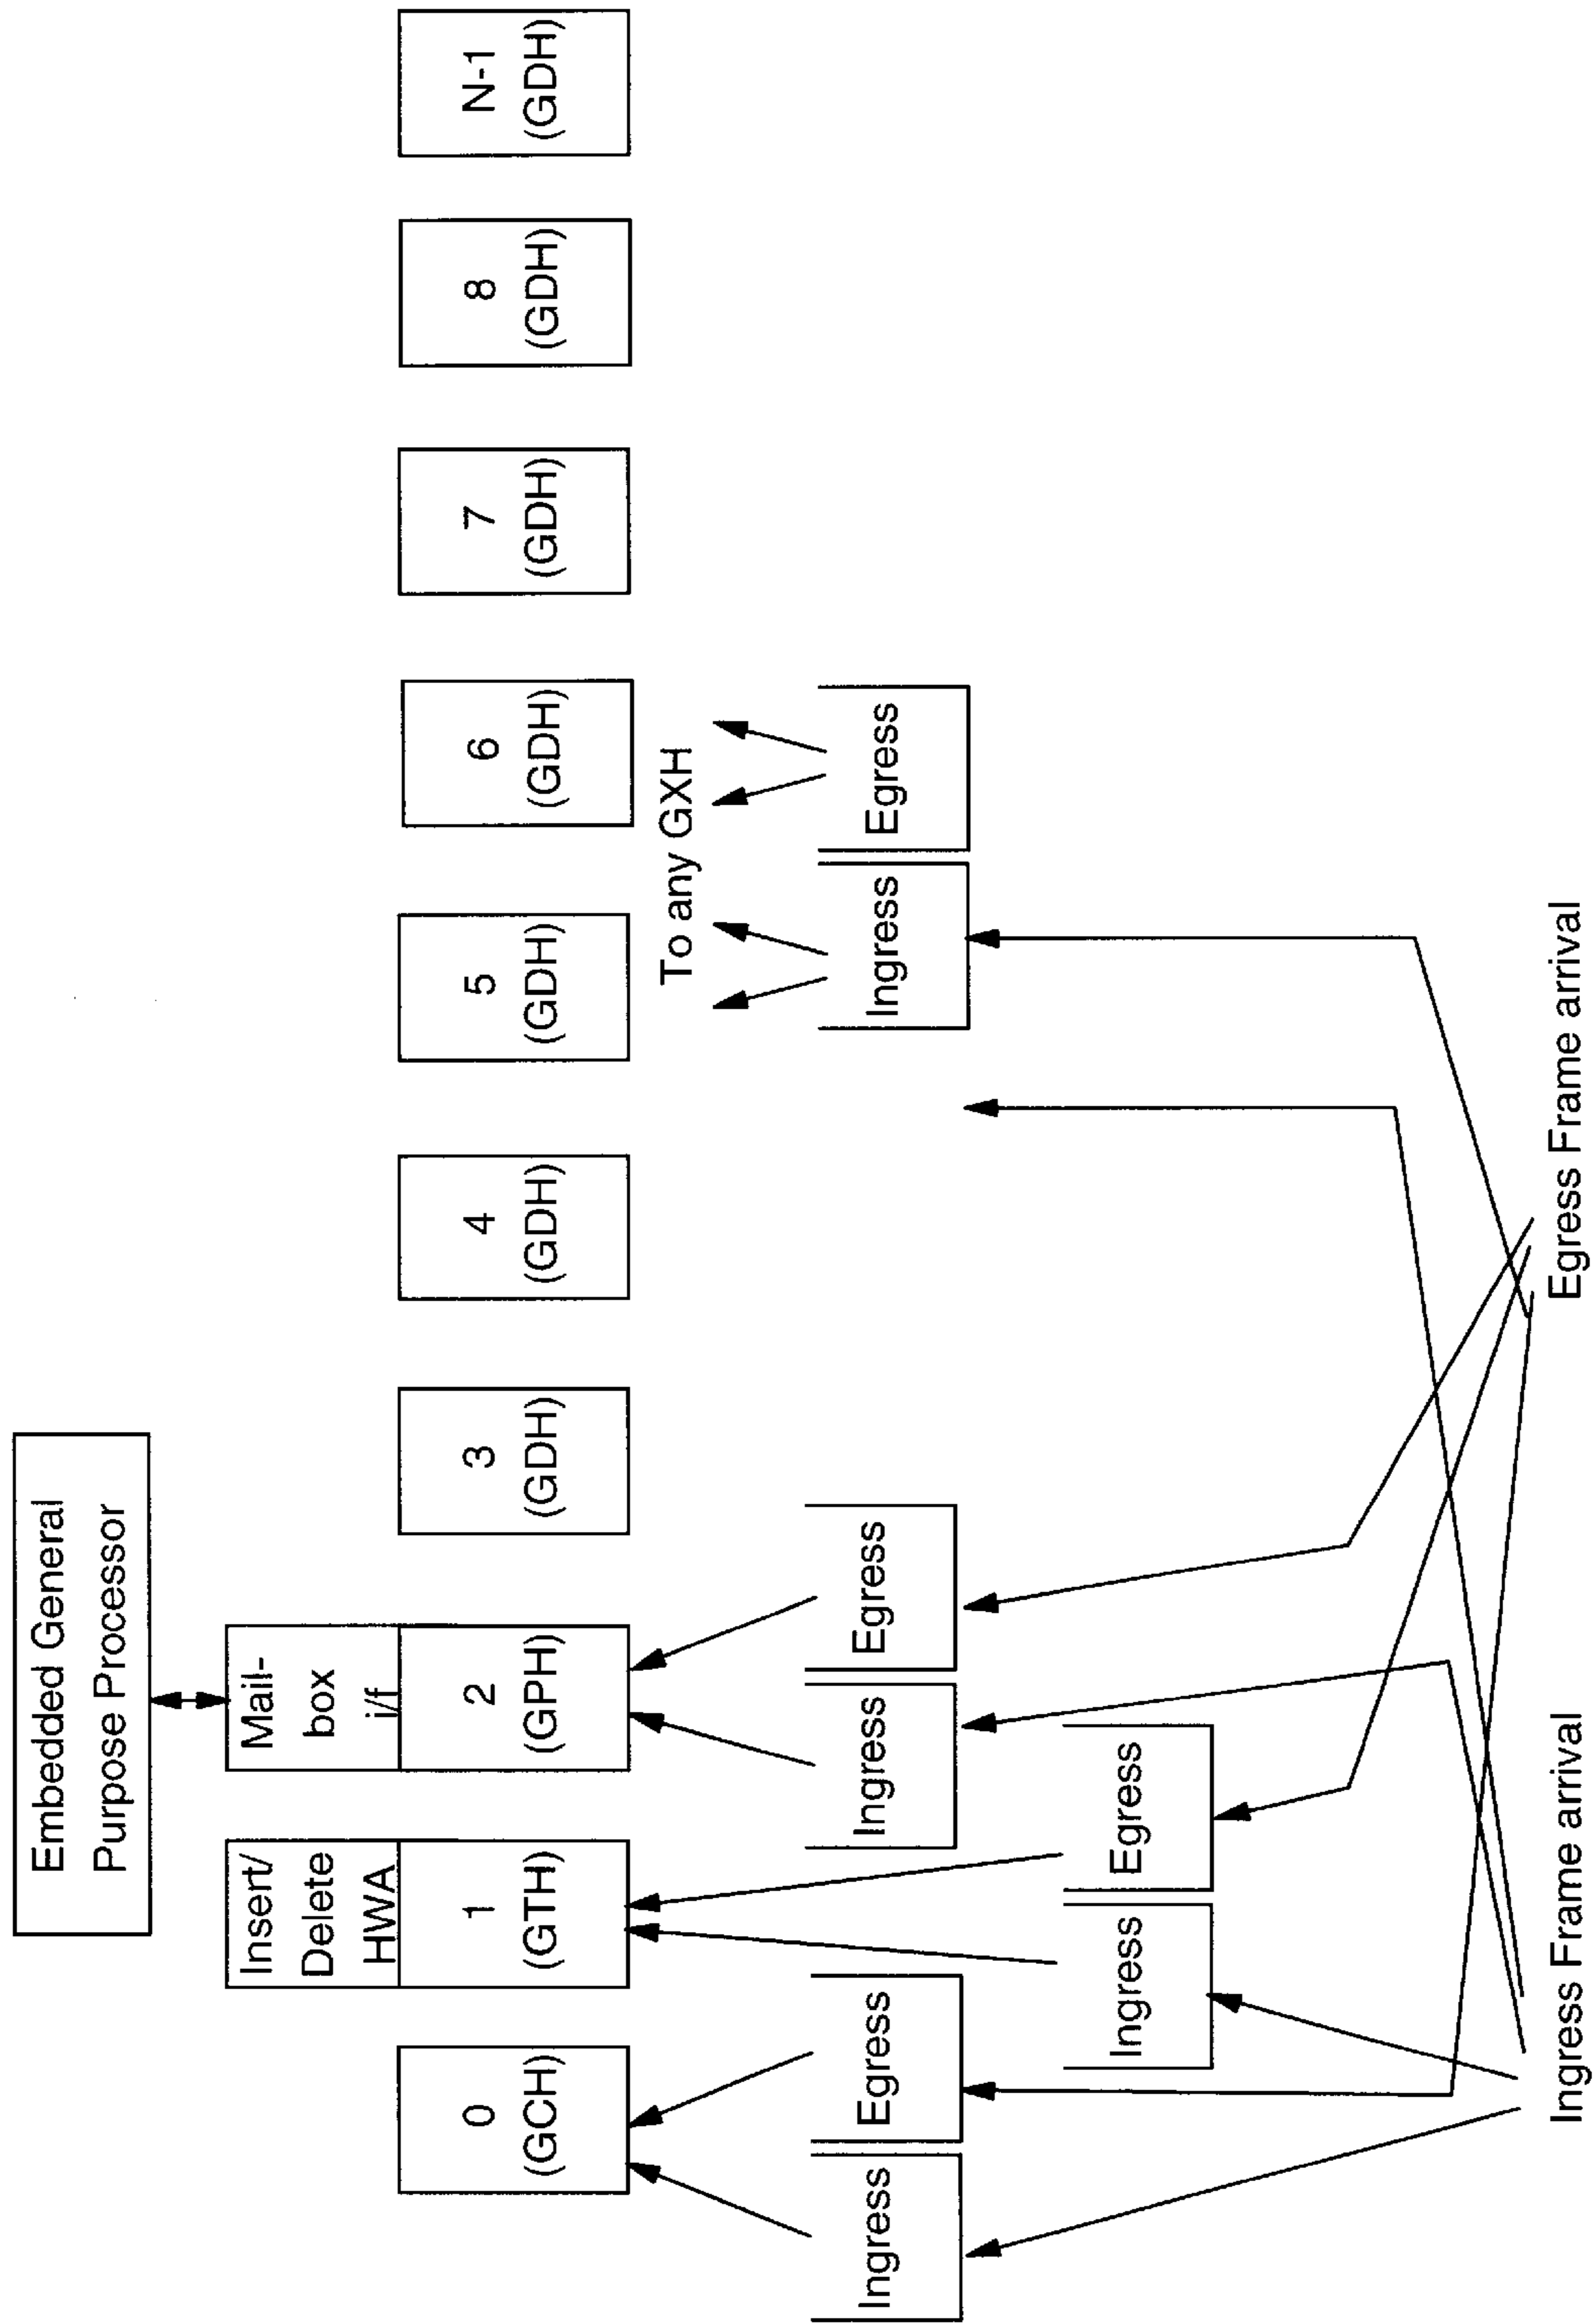 Embedded General
Purpose Processor
Insert/
Delete
HWA
Mail-
box
i/f
0
(GCH)
1
(GTH)
2
(GPH)
3
(GDH)
4
(GDH)
5
(GDH)
6
(GDH)
7
(GDH)
8
(GDH)
N-1
(GDH)
To any GXH
Ingress
Egress
Ingress
Egress
Ingress
Egress
Ingress
Egress
Ingress Frame arrival
Egress Frame arrival